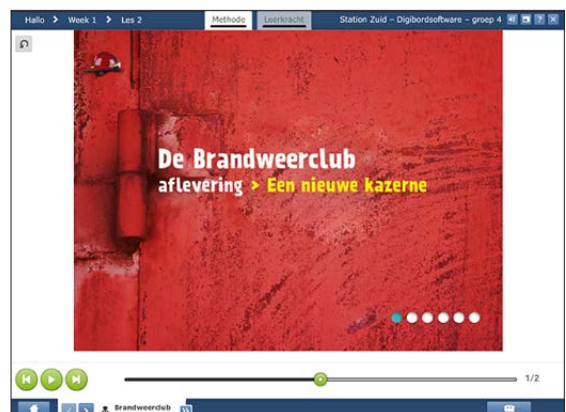 Hallo > Week 1 > Les 2 Methode Leerkracht Station Zuid – Digibordsoftware – groep 4
De Brandweerclub
aflevering > Een nieuwe kazerne
1/2
Brandweerclub